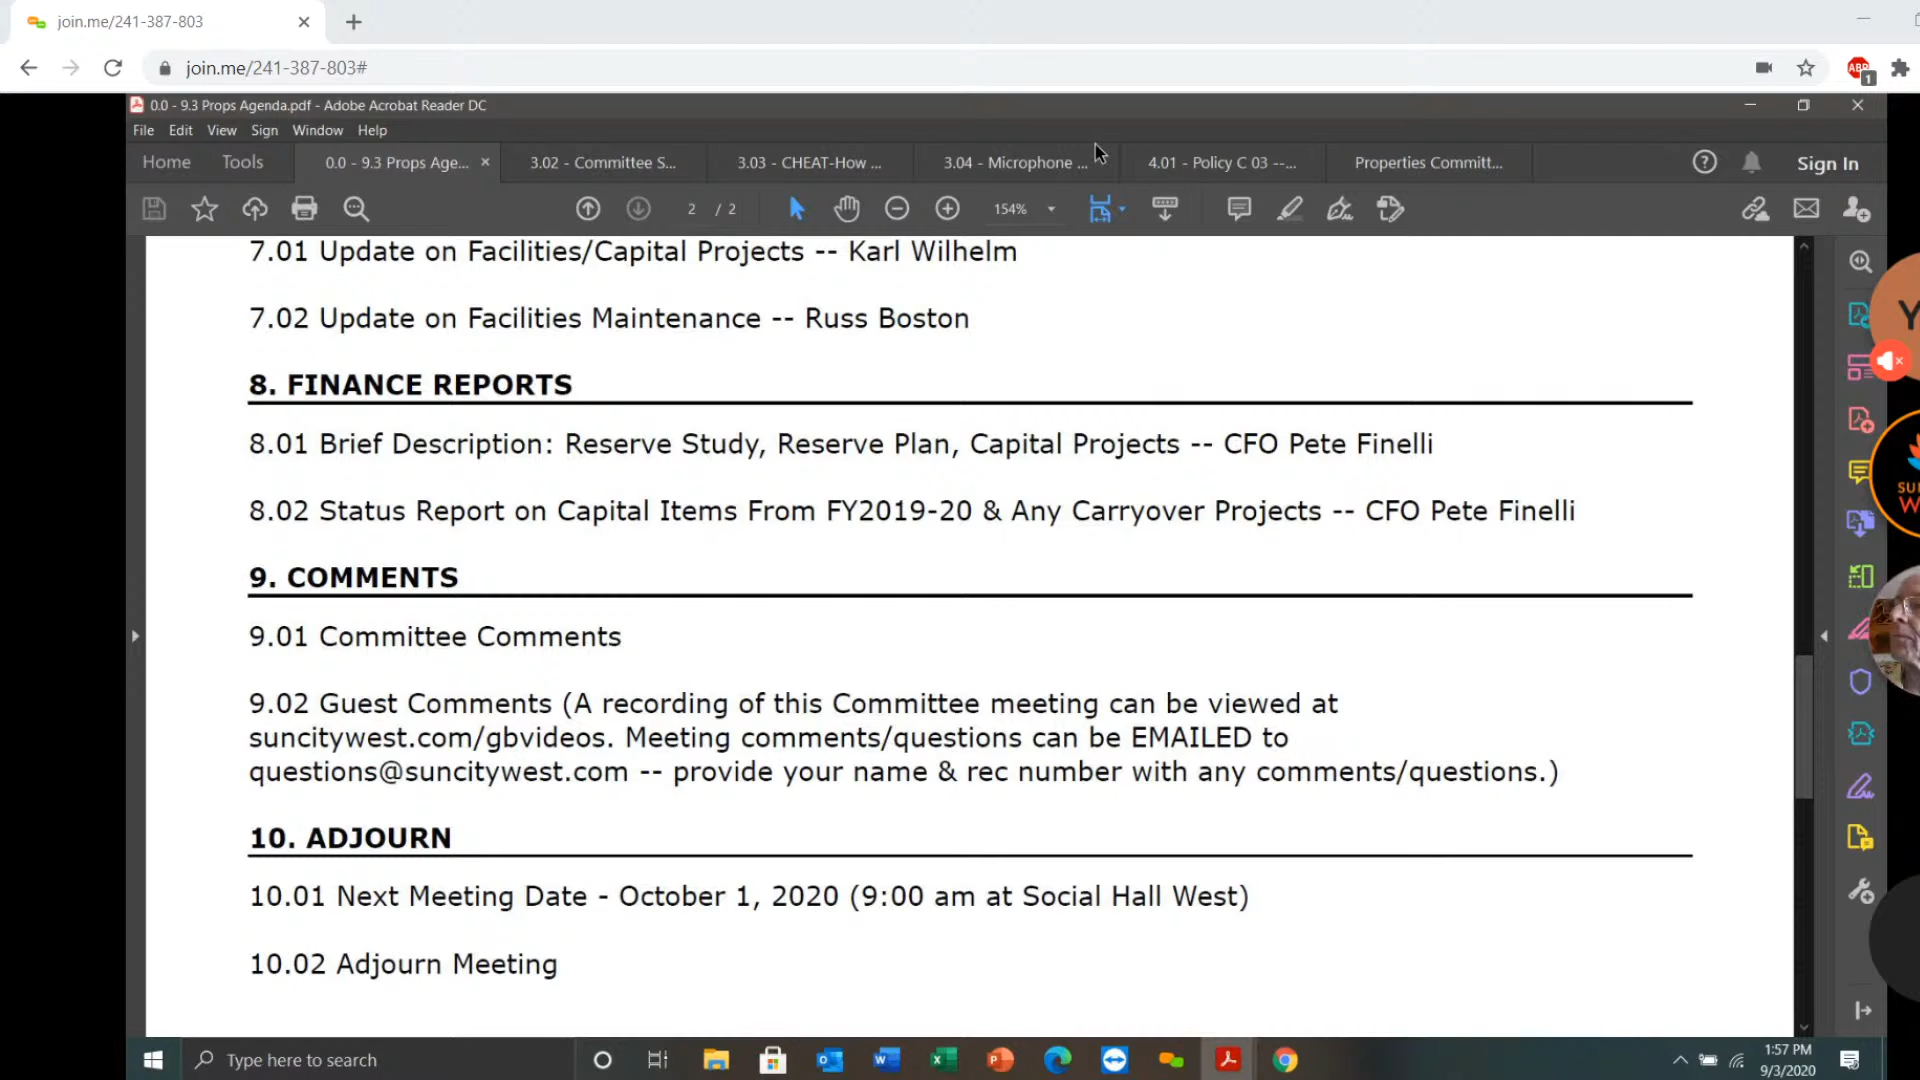 join.me/241-387-803
join.me/241-387-803#
ABP
1
0.0 - 9.3 Props Agenda.pdf - Adobe Acrobat Reader DC
File Edit View Sign Window Help
Home Tools 0.0 - 9.3 Props Age... 3.02 - Committee S... 3.03 - CHEAT-How ... 3.04 - Microphone ... 4.01 - Policy C 03 --... Properties Committ... Sign In
2 / 2 154%
7.01 Update on Facilities/Capital Projects -- Karl Wilhelm
7.02 Update on Facilities Maintenance -- Russ Boston
8. FINANCE REPORTS
8.01 Brief Description: Reserve Study, Reserve Plan, Capital Projects -- CFO Pete Finelli
8.02 Status Report on Capital Items From FY2019-20 & Any Carryover Projects -- CFO Pete Finelli
9. COMMENTS
9.01 Committee Comments
9.02 Guest Comments (A recording of this Committee meeting can be viewed at
suncitywest.com/gbvideos. Meeting comments/questions can be EMAILED to
questions@suncitywest.com -- provide your name & rec number with any comments/questions.)
10. ADJOURN
10.01 Next Meeting Date - October 1, 2020 (9:00 am at Social Hall West)
10.02 Adjourn Meeting
Y
SU
W
Type here to search
1:57 PM
9/3/2020